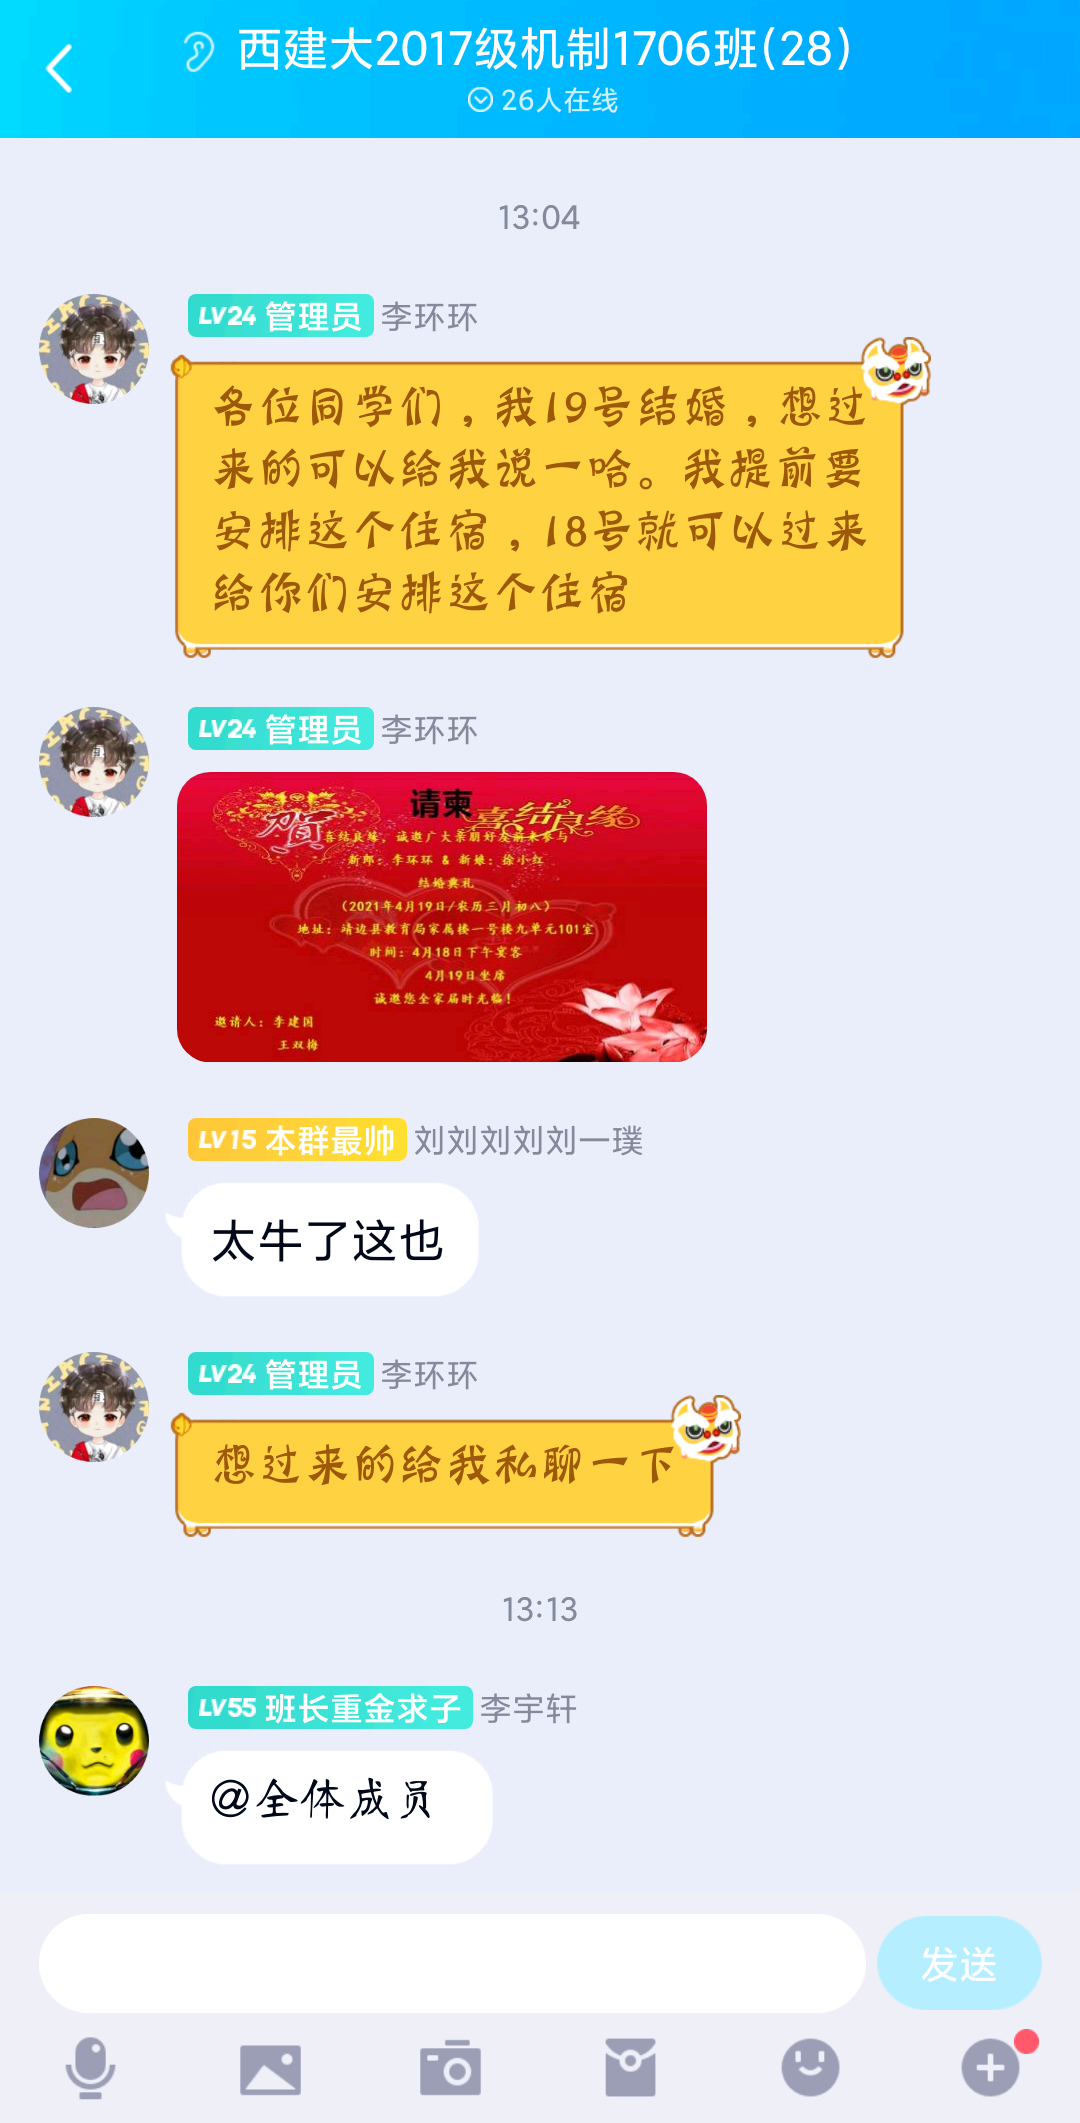 西建大2017级机制1706班(28)
26人在线
13:04
LV24 管理员 李环环
各位同学们，我19号结婚，想过
来的可以给我说一哈。我提前要
安排这个住宿，18号就可以过来
给你们安排这个住宿
LV24 管理员 李环环
请柬
贺
喜结良缘
喜结良缘，诚邀广大亲朋好友前来参与
新郎：李环环 & 新娘：徐小红
结婚典礼
（2021年4月19日/农历三月初八）
地址：靖边县教育局家属楼一号楼九单元101室
时间：4月18日下午宴客
4月19日坐席
诚邀您全家届时光临！
邀请人：李建国
王双梅
LV15 本群最帅 刘刘刘刘刘一璞
太牛了这也
LV24 管理员 李环环
想过来的给我私聊一下
13:13
LV55 班长重金求子 李宇轩
@全体成员
发送